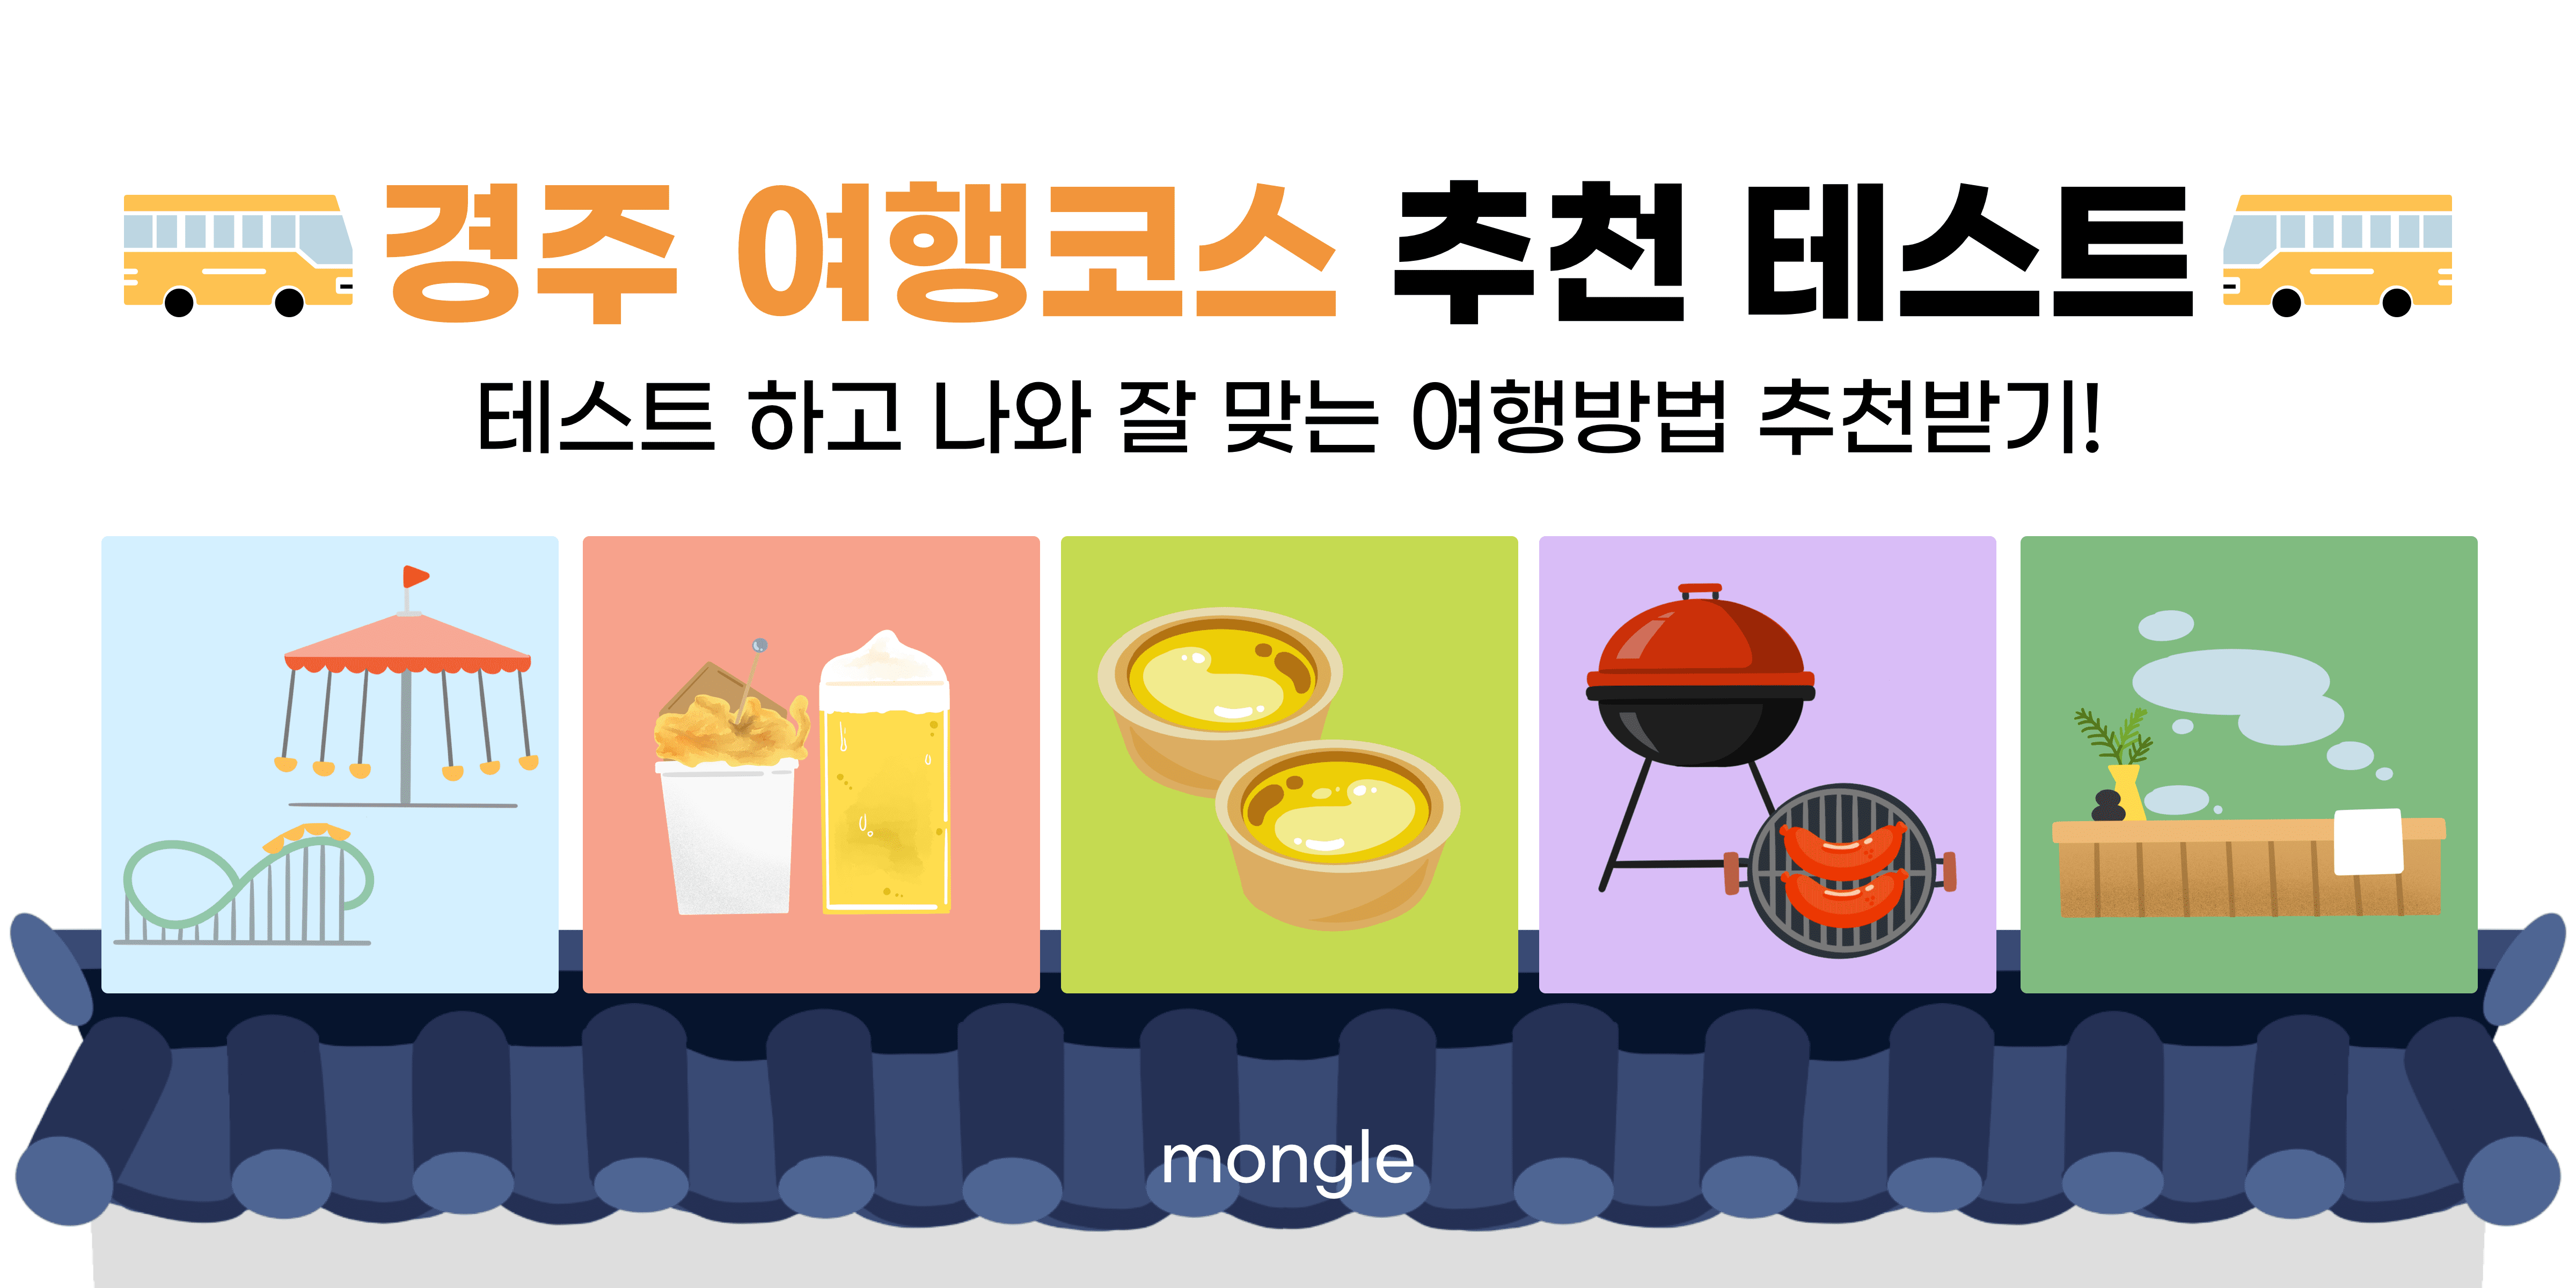 경주 여행코스 추천 테스트
테스트 하고 나와 잘 맞는 여행방법 추천받기!
mongle